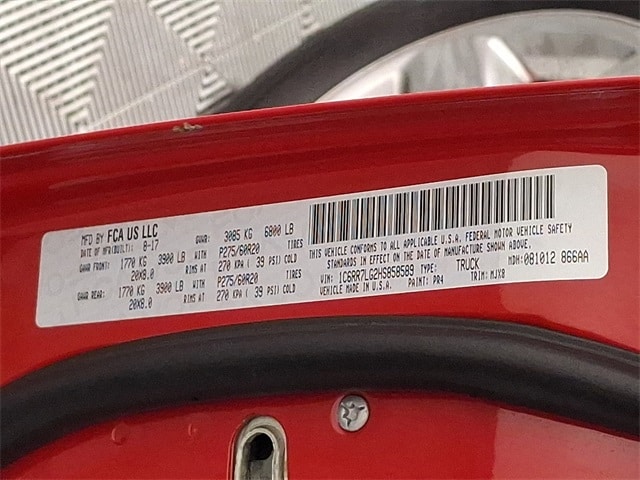 MFD BY FCA US LLC
DATE OF MFR(BUILT): 8-17 GVWR: 3085 KG 6800 LB
GAWR FRONT: 1770 KG 3900 LB WITH P275/60R20 TIRES
20X8.0 RIMS AT 270 KPA ( 39 PSI) COLD
GAWR REAR: 1770 KG 3900 LB WITH P275/60R20 TIRES
20X8.0 RIMS AT 270 KPA ( 39 PSI) COLD
THIS VEHICLE CONFORMS TO ALL APPLICABLE U.S.A. FEDERAL MOTOR VEHICLE SAFETY
STANDARDS IN EFFECT ON THE DATE OF MANUFACTURE SHOWN ABOVE.
VIN: 1C6RR7LG2HS858589 TYPE: TRUCK MDH: 081012 866AA
VEHICLE MADE IN U.S.A. PAINT: PR4 TRIM: MJX8